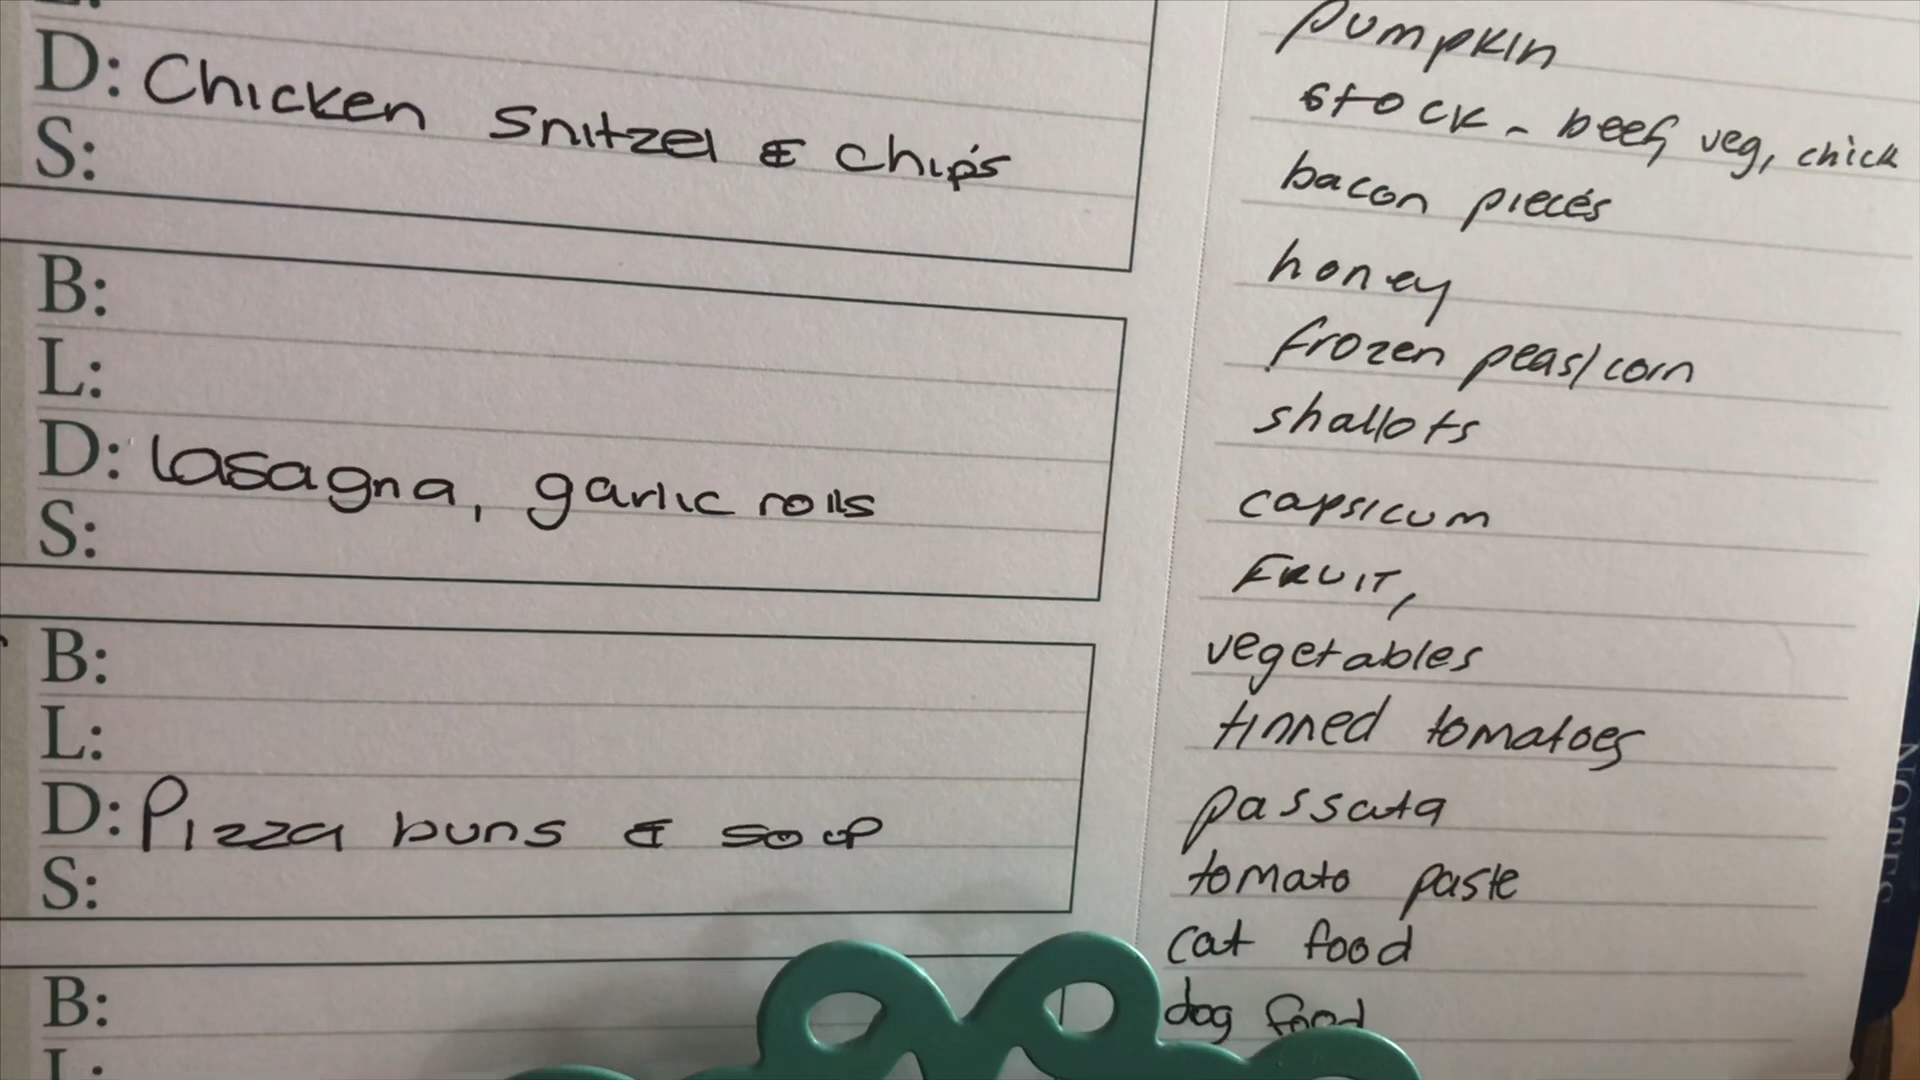 D: Chicken Snitzel & chips
S:
B:
L:
D: Lasagna, garlic rolls
S:
B:
L:
D: Pizza buns & soup
S:
B:
L:
pumpkin
stock - beef, veg, chick
bacon pieces
honey
frozen peas/corn
shallots
capsicum
FRUIT,
vegetables
tinned tomatoes
passata
tomato paste
cat food
dog food
NOTES